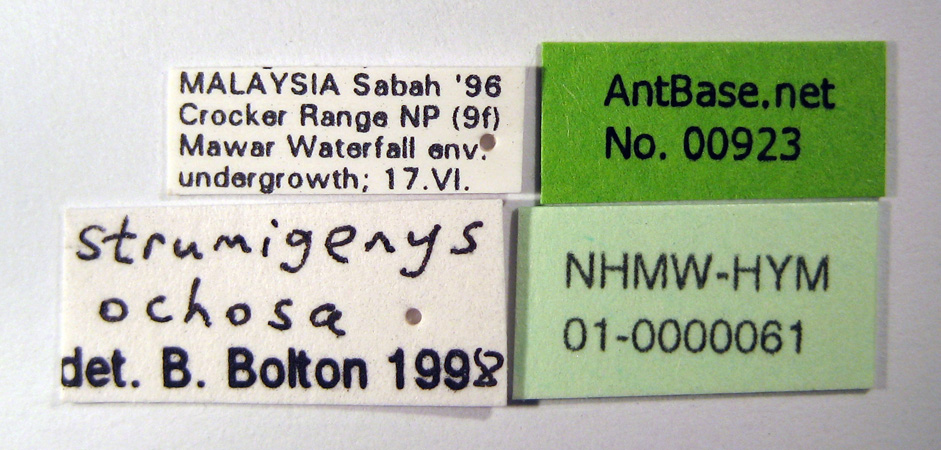 MALAYSIA Sabah '96
Crocker Range NP (9f)
Mawar Waterfall env.
undergrowth; 17.VI.
AntBase.net
No. 00923
strumigenys
ochosa
det. B. Bolton 1998
NHMW-HYM
01-0000061